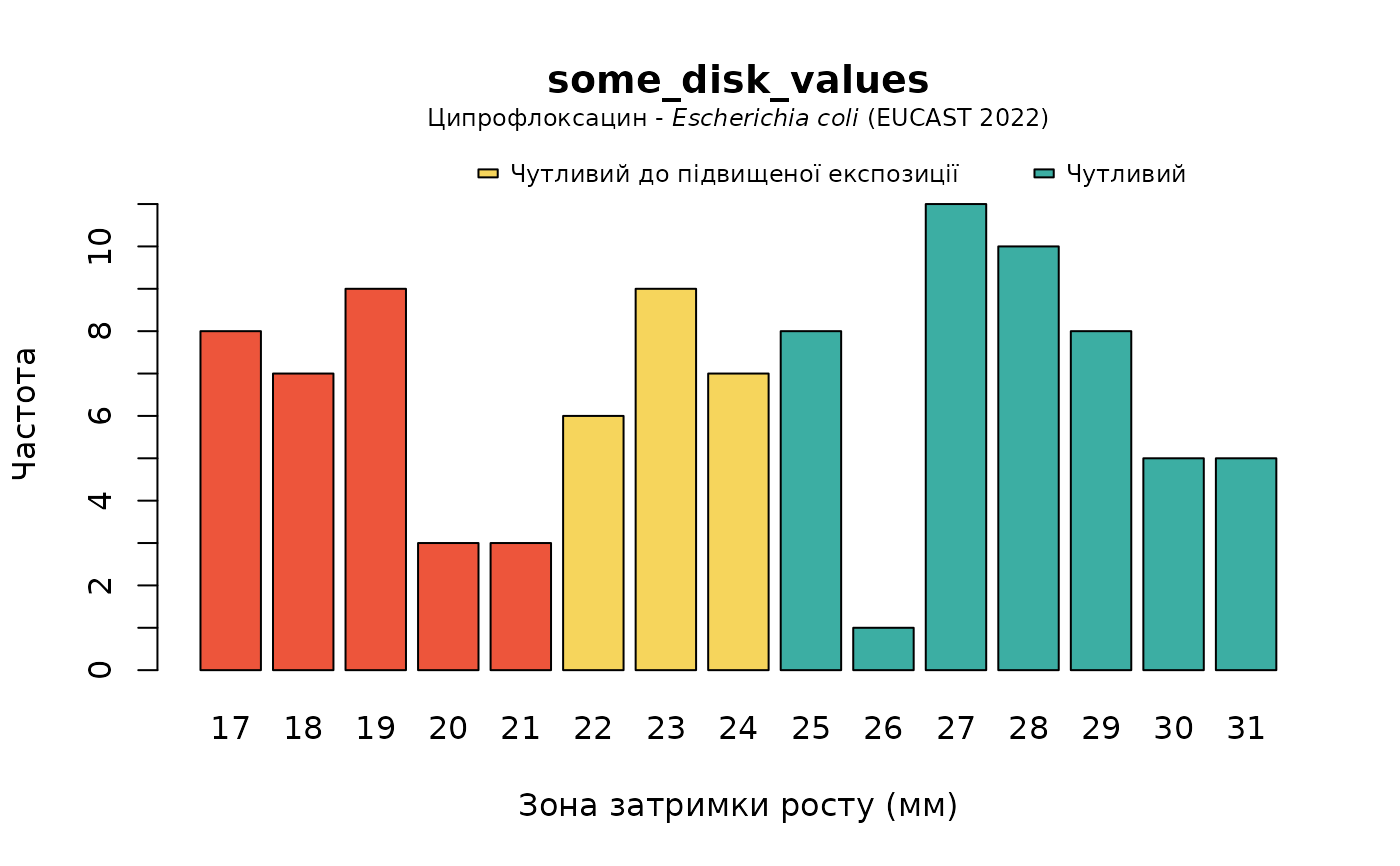 some_disk_values
Ципрофлоксацин - Escherichia coli (EUCAST 2022)
Чутливий до підвищеної експозиції Чутливий
Частота
10
8
6
4
2
0
17 18 19 20 21 22 23 24 25 26 27 28 29 30 31
Зона затримки росту (мм)